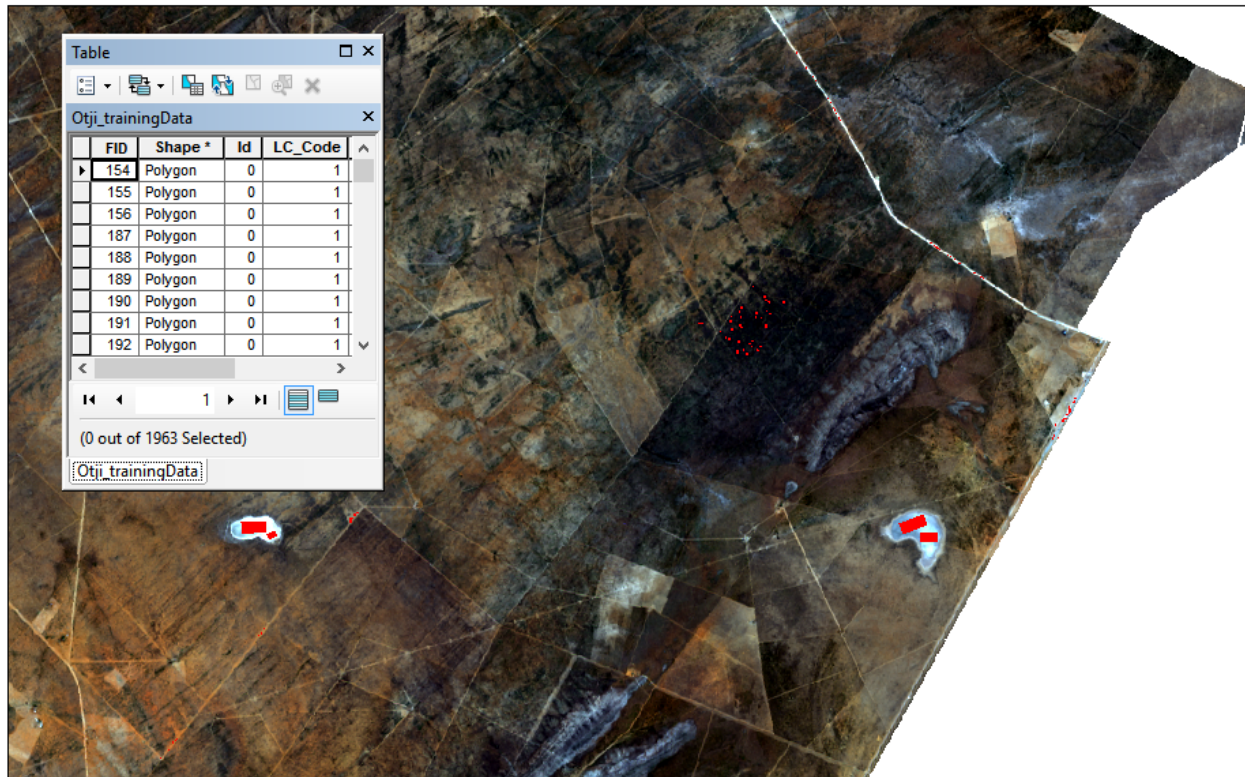 Table
Otji_trainingData
FID Shape * Id LC_Code
154 Polygon 0 1
155 Polygon 0 1
156 Polygon 0 1
187 Polygon 0 1
188 Polygon 0 1
189 Polygon 0 1
190 Polygon 0 1
191 Polygon 0 1
192 Polygon 0 1
1
(0 out of 1963 Selected)
Otji_trainingData